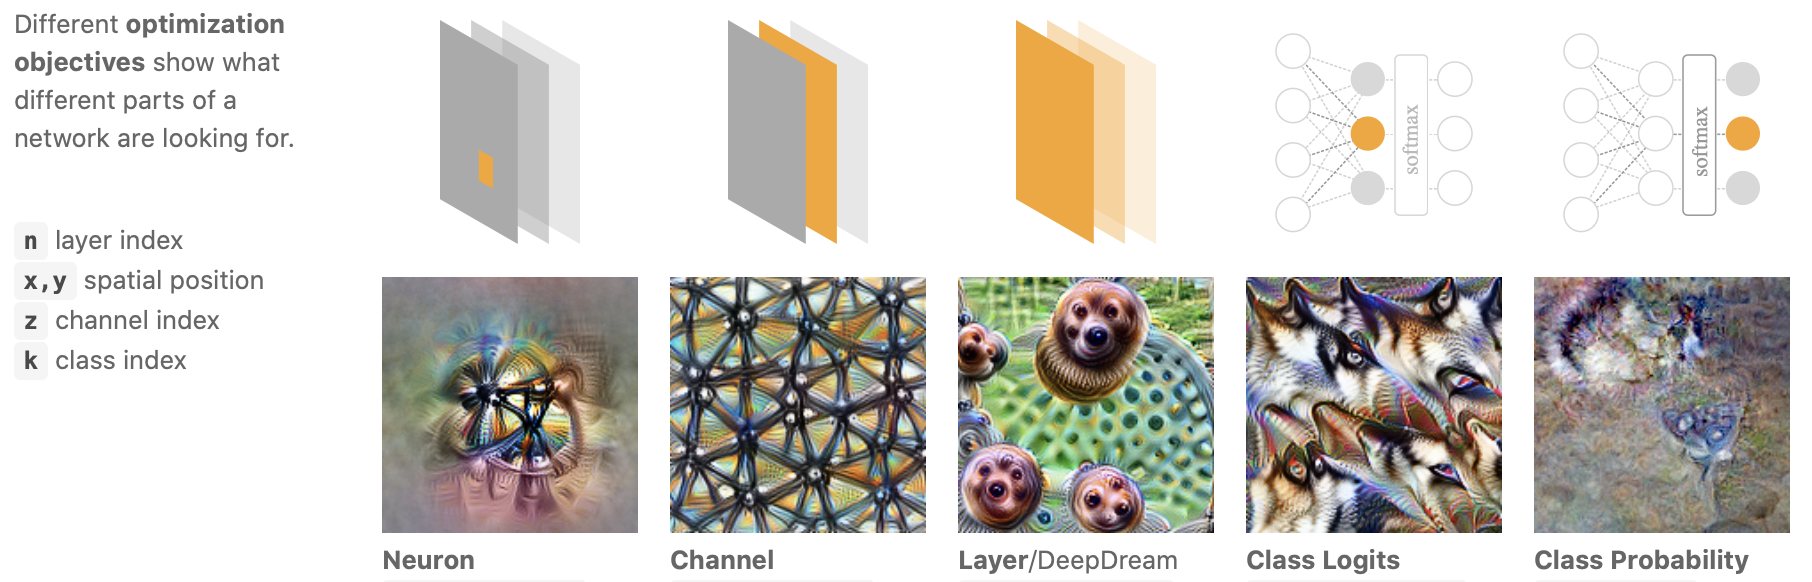 Different optimization
objectives show what
different parts of a
network are looking for.
n layer index
x,y spatial position
z channel index
k class index
softmax
softmax
Neuron
Channel
Layer/DeepDream
Class Logits
Class Probability